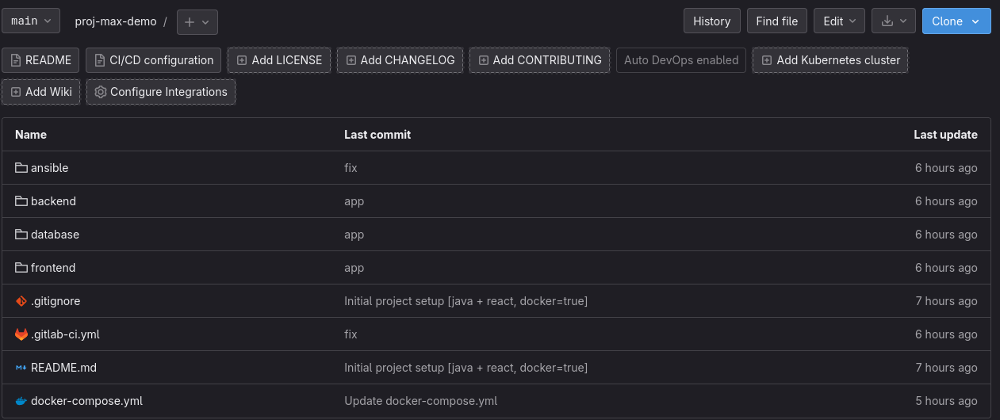 main proj-max-demo / History Find file Edit Clone
README CI/CD configuration Add LICENSE Add CHANGELOG Add CONTRIBUTING Auto DevOps enabled Add Kubernetes cluster
Add Wiki Configure Integrations
Name Last commit Last update
ansible fix 6 hours ago
backend app 6 hours ago
database app 6 hours ago
frontend app 6 hours ago
.gitignore Initial project setup [java + react, docker=true] 7 hours ago
.gitlab-ci.yml fix 6 hours ago
README.md Initial project setup [java + react, docker=true] 7 hours ago
docker-compose.yml Update docker-compose.yml 5 hours ago